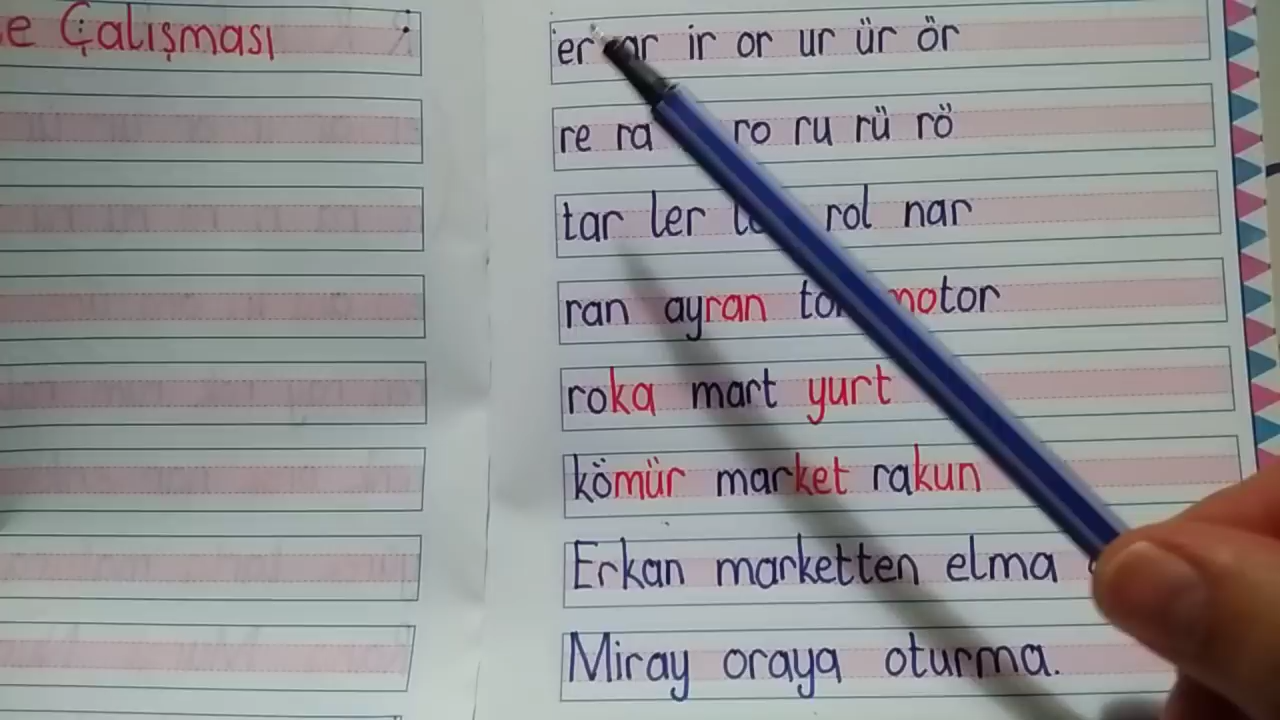 e Çalışması
er ar ir or ur ür ör
re ra ro ru rü rö
tar ler rol nar
ran ayran motor
roka mart yurt
kömür market rakun
Erkan marketten elma
Miray oraya oturma.